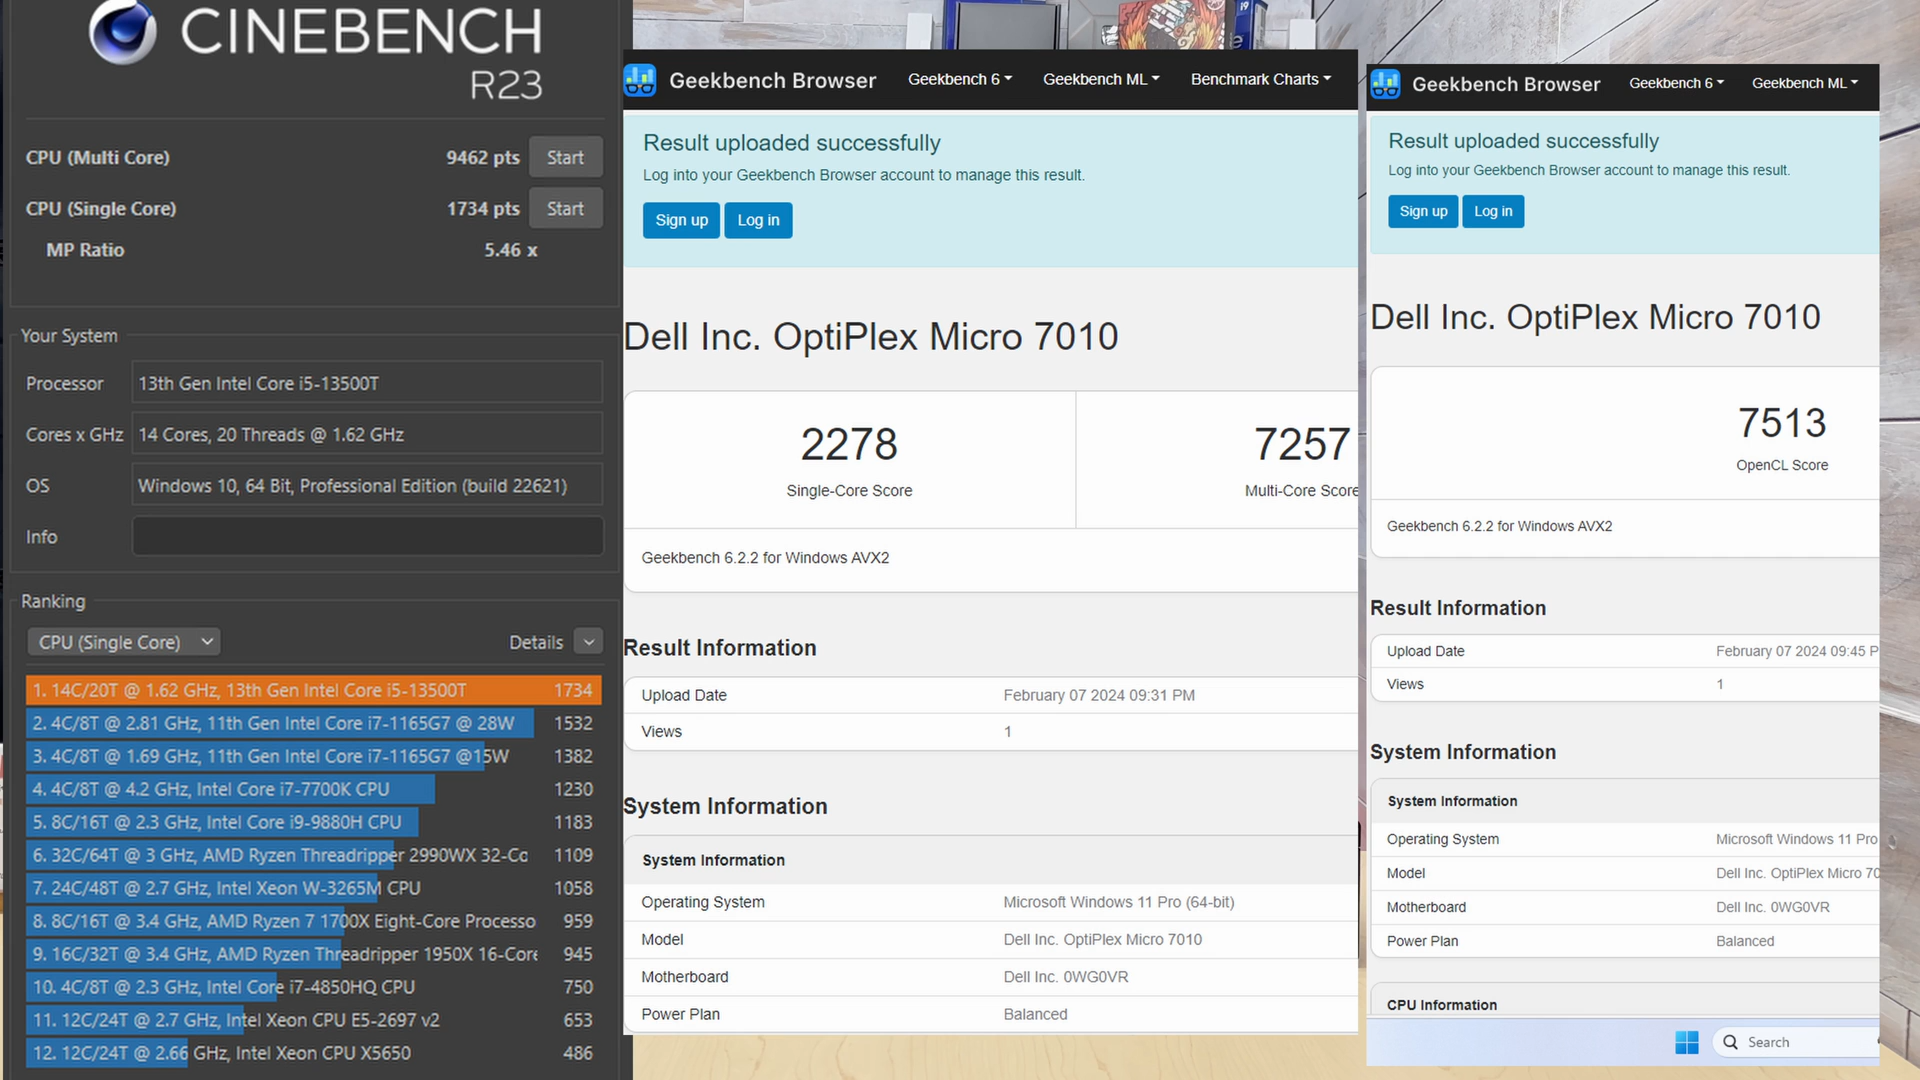 CINEBENCH
R23
CPU (Multi Core) 9462 pts Start
CPU (Single Core) 1734 pts Start
MP Ratio 5.46 x
Your System
Processor 13th Gen Intel Core i5-13500T
Cores x GHz 14 Cores, 20 Threads @ 1.62 GHz
OS Windows 10, 64 Bit, Professional Edition (build 22621)
Info
Ranking
CPU (Single Core) Details
1. 14C/20T @ 1.62 GHz, 13th Gen Intel Core i5-13500T 1734
2. 4C/8T @ 2.81 GHz, 11th Gen Intel Core i7-1165G7 @ 28W 1532
3. 4C/8T @ 1.69 GHz, 11th Gen Intel Core i7-1165G7 @15W 1382
4. 4C/8T @ 4.2 GHz, Intel Core i7-7700K CPU 1230
5. 8C/16T @ 2.3 GHz, Intel Core i9-9880H CPU 1183
6. 32C/64T @ 3 GHz, AMD Ryzen Threadripper 2990WX 32-Co 1109
7. 24C/48T @ 2.7 GHz, Intel Xeon W-3265M CPU 1058
8. 8C/16T @ 3.4 GHz, AMD Ryzen 7 1700X Eight-Core Processo 959
9. 16C/32T @ 3.4 GHz, AMD Ryzen Threadripper 1950X 16-Core 945
10. 4C/8T @ 2.3 GHz, Intel Core i7-4850HQ CPU 750
11. 12C/24T @ 2.7 GHz, Intel Xeon CPU E5-2697 v2 653
12. 12C/24T @ 2.66 GHz, Intel Xeon CPU X5650 486
Geekbench Browser Geekbench 6 Geekbench ML Benchmark Charts
Result uploaded successfully
Log into your Geekbench Browser account to manage this result.
Sign up Log in
Dell Inc. OptiPlex Micro 7010
2278 7257
Single-Core Score Multi-Core Score
Geekbench 6.2.2 for Windows AVX2
Result Information
Upload Date February 07 2024 09:31 PM
Views 1
System Information
System Information
Operating System Microsoft Windows 11 Pro (64-bit)
Model Dell Inc. OptiPlex Micro 7010
Motherboard Dell Inc. 0WG0VR
Power Plan Balanced
i9
Geekbench Browser Geekbench 6 Geekbench ML
Result uploaded successfully
Log into your Geekbench Browser account to manage this result.
Sign up Log in
Dell Inc. OptiPlex Micro 7010
7513
OpenCL Score
Geekbench 6.2.2 for Windows AVX2
Result Information
Upload Date February 07 2024 09:45 P
Views 1
System Information
System Information
Operating System Microsoft Windows 11 Pro
Model Dell Inc. OptiPlex Micro 70
Motherboard Dell Inc. 0WG0VR
Power Plan Balanced
CPU Information
Search